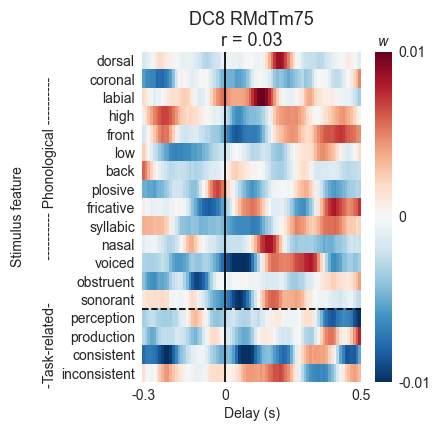 DC8 RMdTm75
r = 0.03
w
dorsal
coronal
labial
high
front
low
back
plosive
fricative
syllabic
nasal
voiced
obstruent
sonorant
perception
production
consistent
inconsistent
Stimulus feature
-Task-related- ---------- Phonological ----------
-0.3 0 0.5
Delay (s)
0.01
0
-0.01